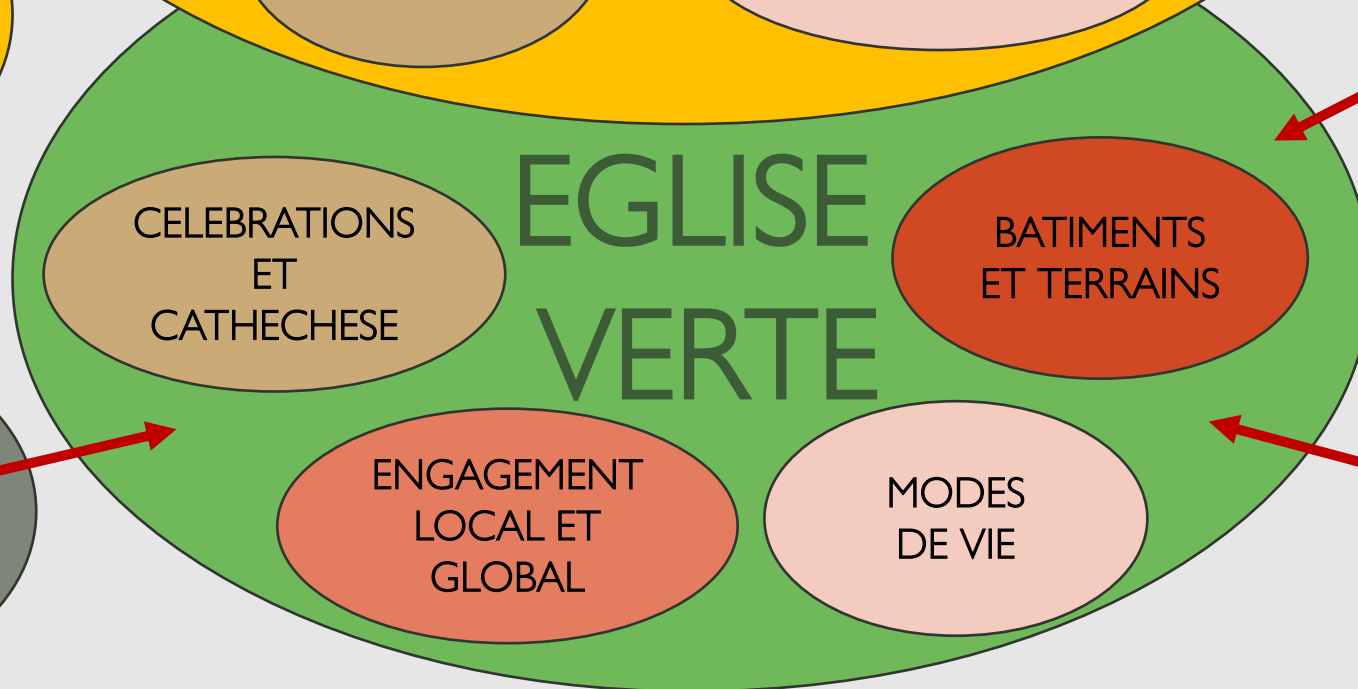 EGLISE
VERTE
CELEBRATIONS
ET
CATHECHESE
BATIMENTS
ET TERRAINS
ENGAGEMENT
LOCAL ET
GLOBAL
MODES
DE VIE